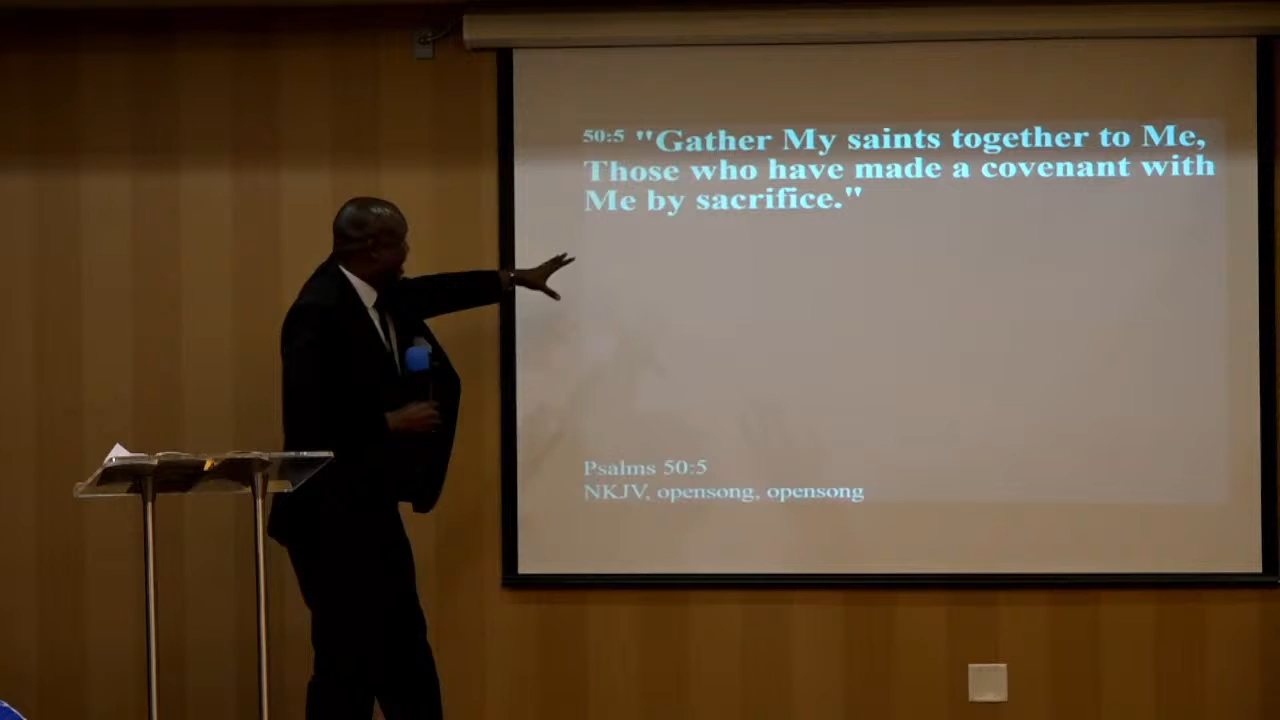 50:5 "Gather My saints together to Me,
Those who have made a covenant with
Me by sacrifice."
Psalms 50:5
NKJV, opensong, opensong